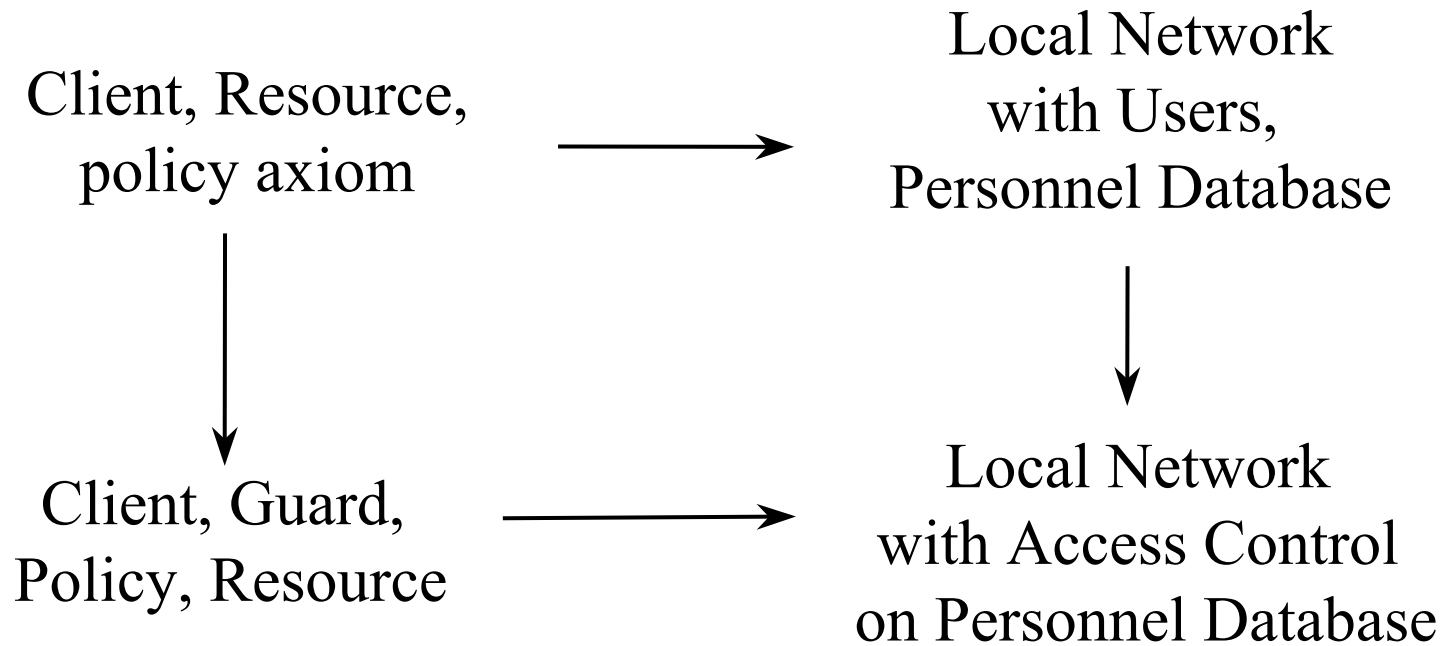 Client, Resource,
policy axiom
Local Network
with Users,
Personnel Database
Client, Guard,
Policy, Resource
Local Network
with Access Control
on Personnel Database